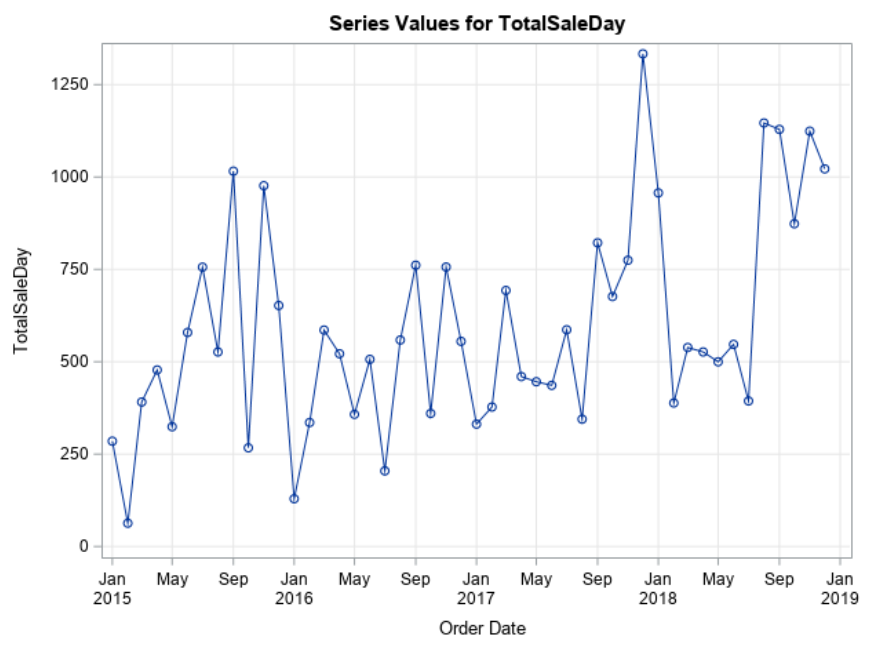 Series Values for TotalSaleDay
TotalSaleDay
1250
1000
750
500
250
0
Jan May Sep Jan May Sep Jan May Sep Jan May Sep Jan
2015 2016 2017 2018 2019
Order Date